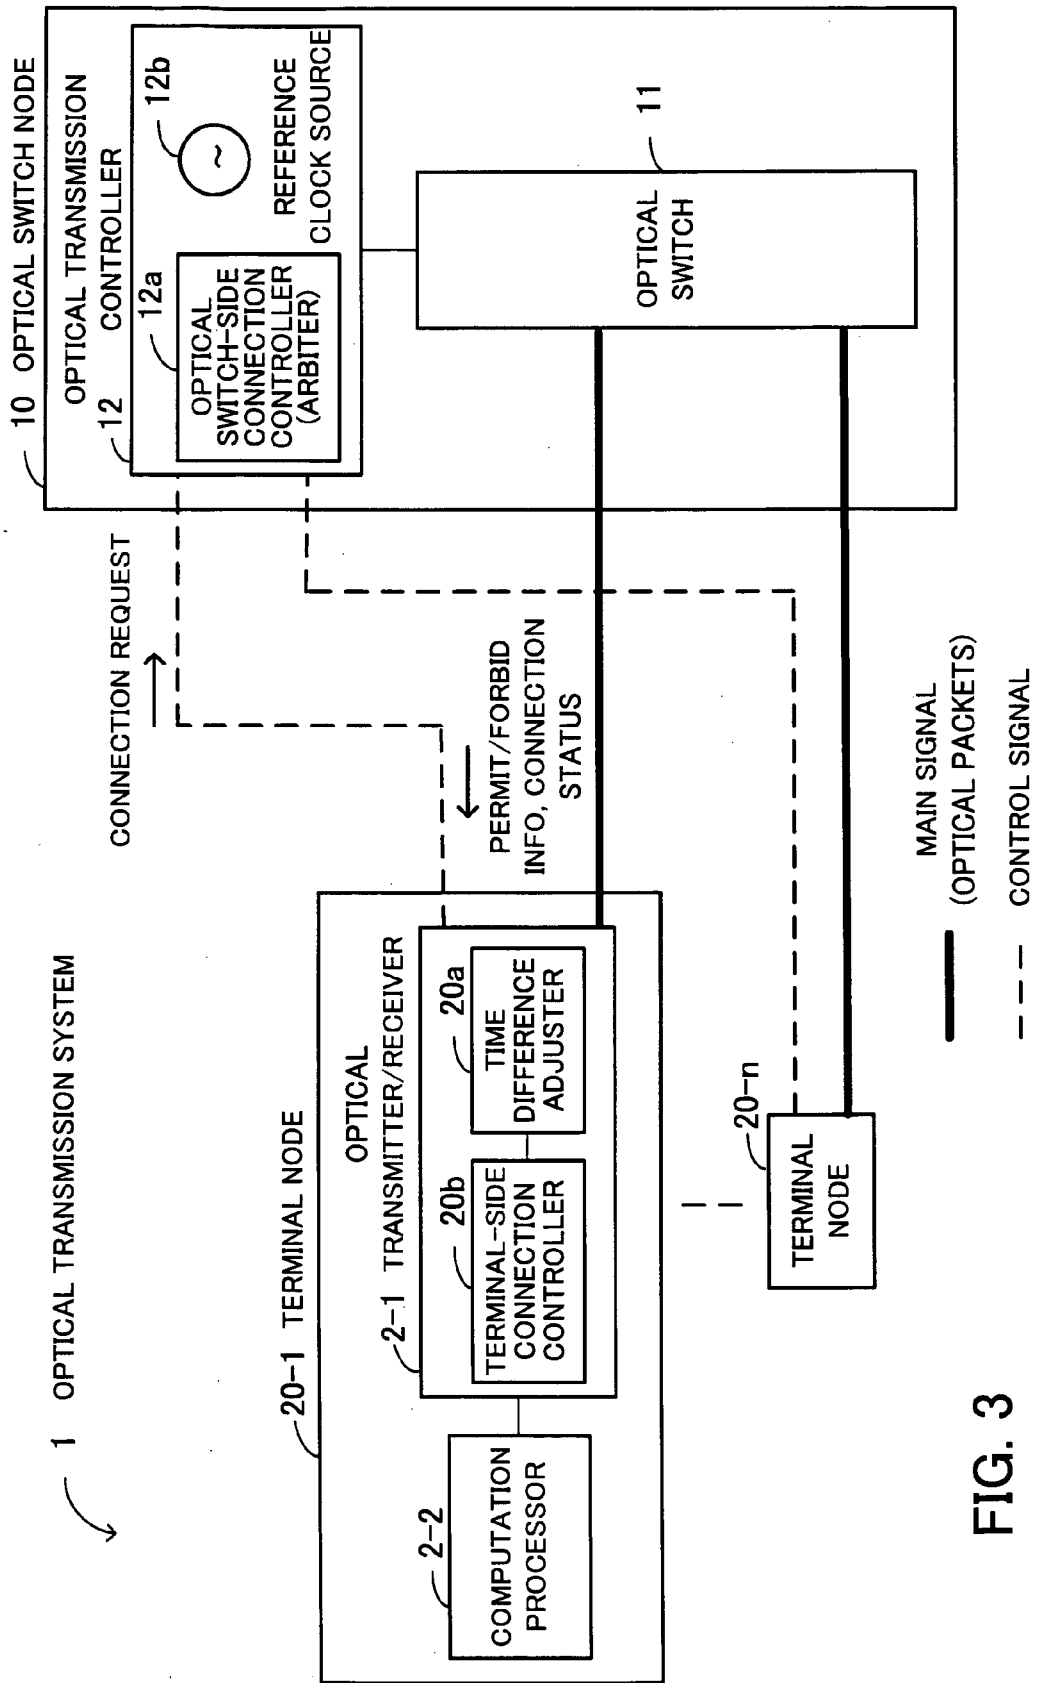 1 OPTICAL TRANSMISSION SYSTEM
20-1 TERMINAL NODE
OPTICAL
2-1 TRANSMITTER/RECEIVER
2-2
COMPUTATION
PROCESSOR
20b
TERMINAL-SIDE
CONNECTION
CONTROLLER
20a
TIME
DIFFERENCE
ADJUSTER
CONNECTION REQUEST
PERMIT/FORBID
INFO, CONNECTION
STATUS
10 OPTICAL SWITCH NODE
OPTICAL TRANSMISSION
12 CONTROLLER
12a
OPTICAL
SWITCH-SIDE
CONNECTION
CONTROLLER
(ARBITER)
12b
~
REFERENCE
CLOCK SOURCE
11
OPTICAL
SWITCH
20-n
TERMINAL
NODE
MAIN SIGNAL
(OPTICAL PACKETS)
CONTROL SIGNAL
FIG. 3